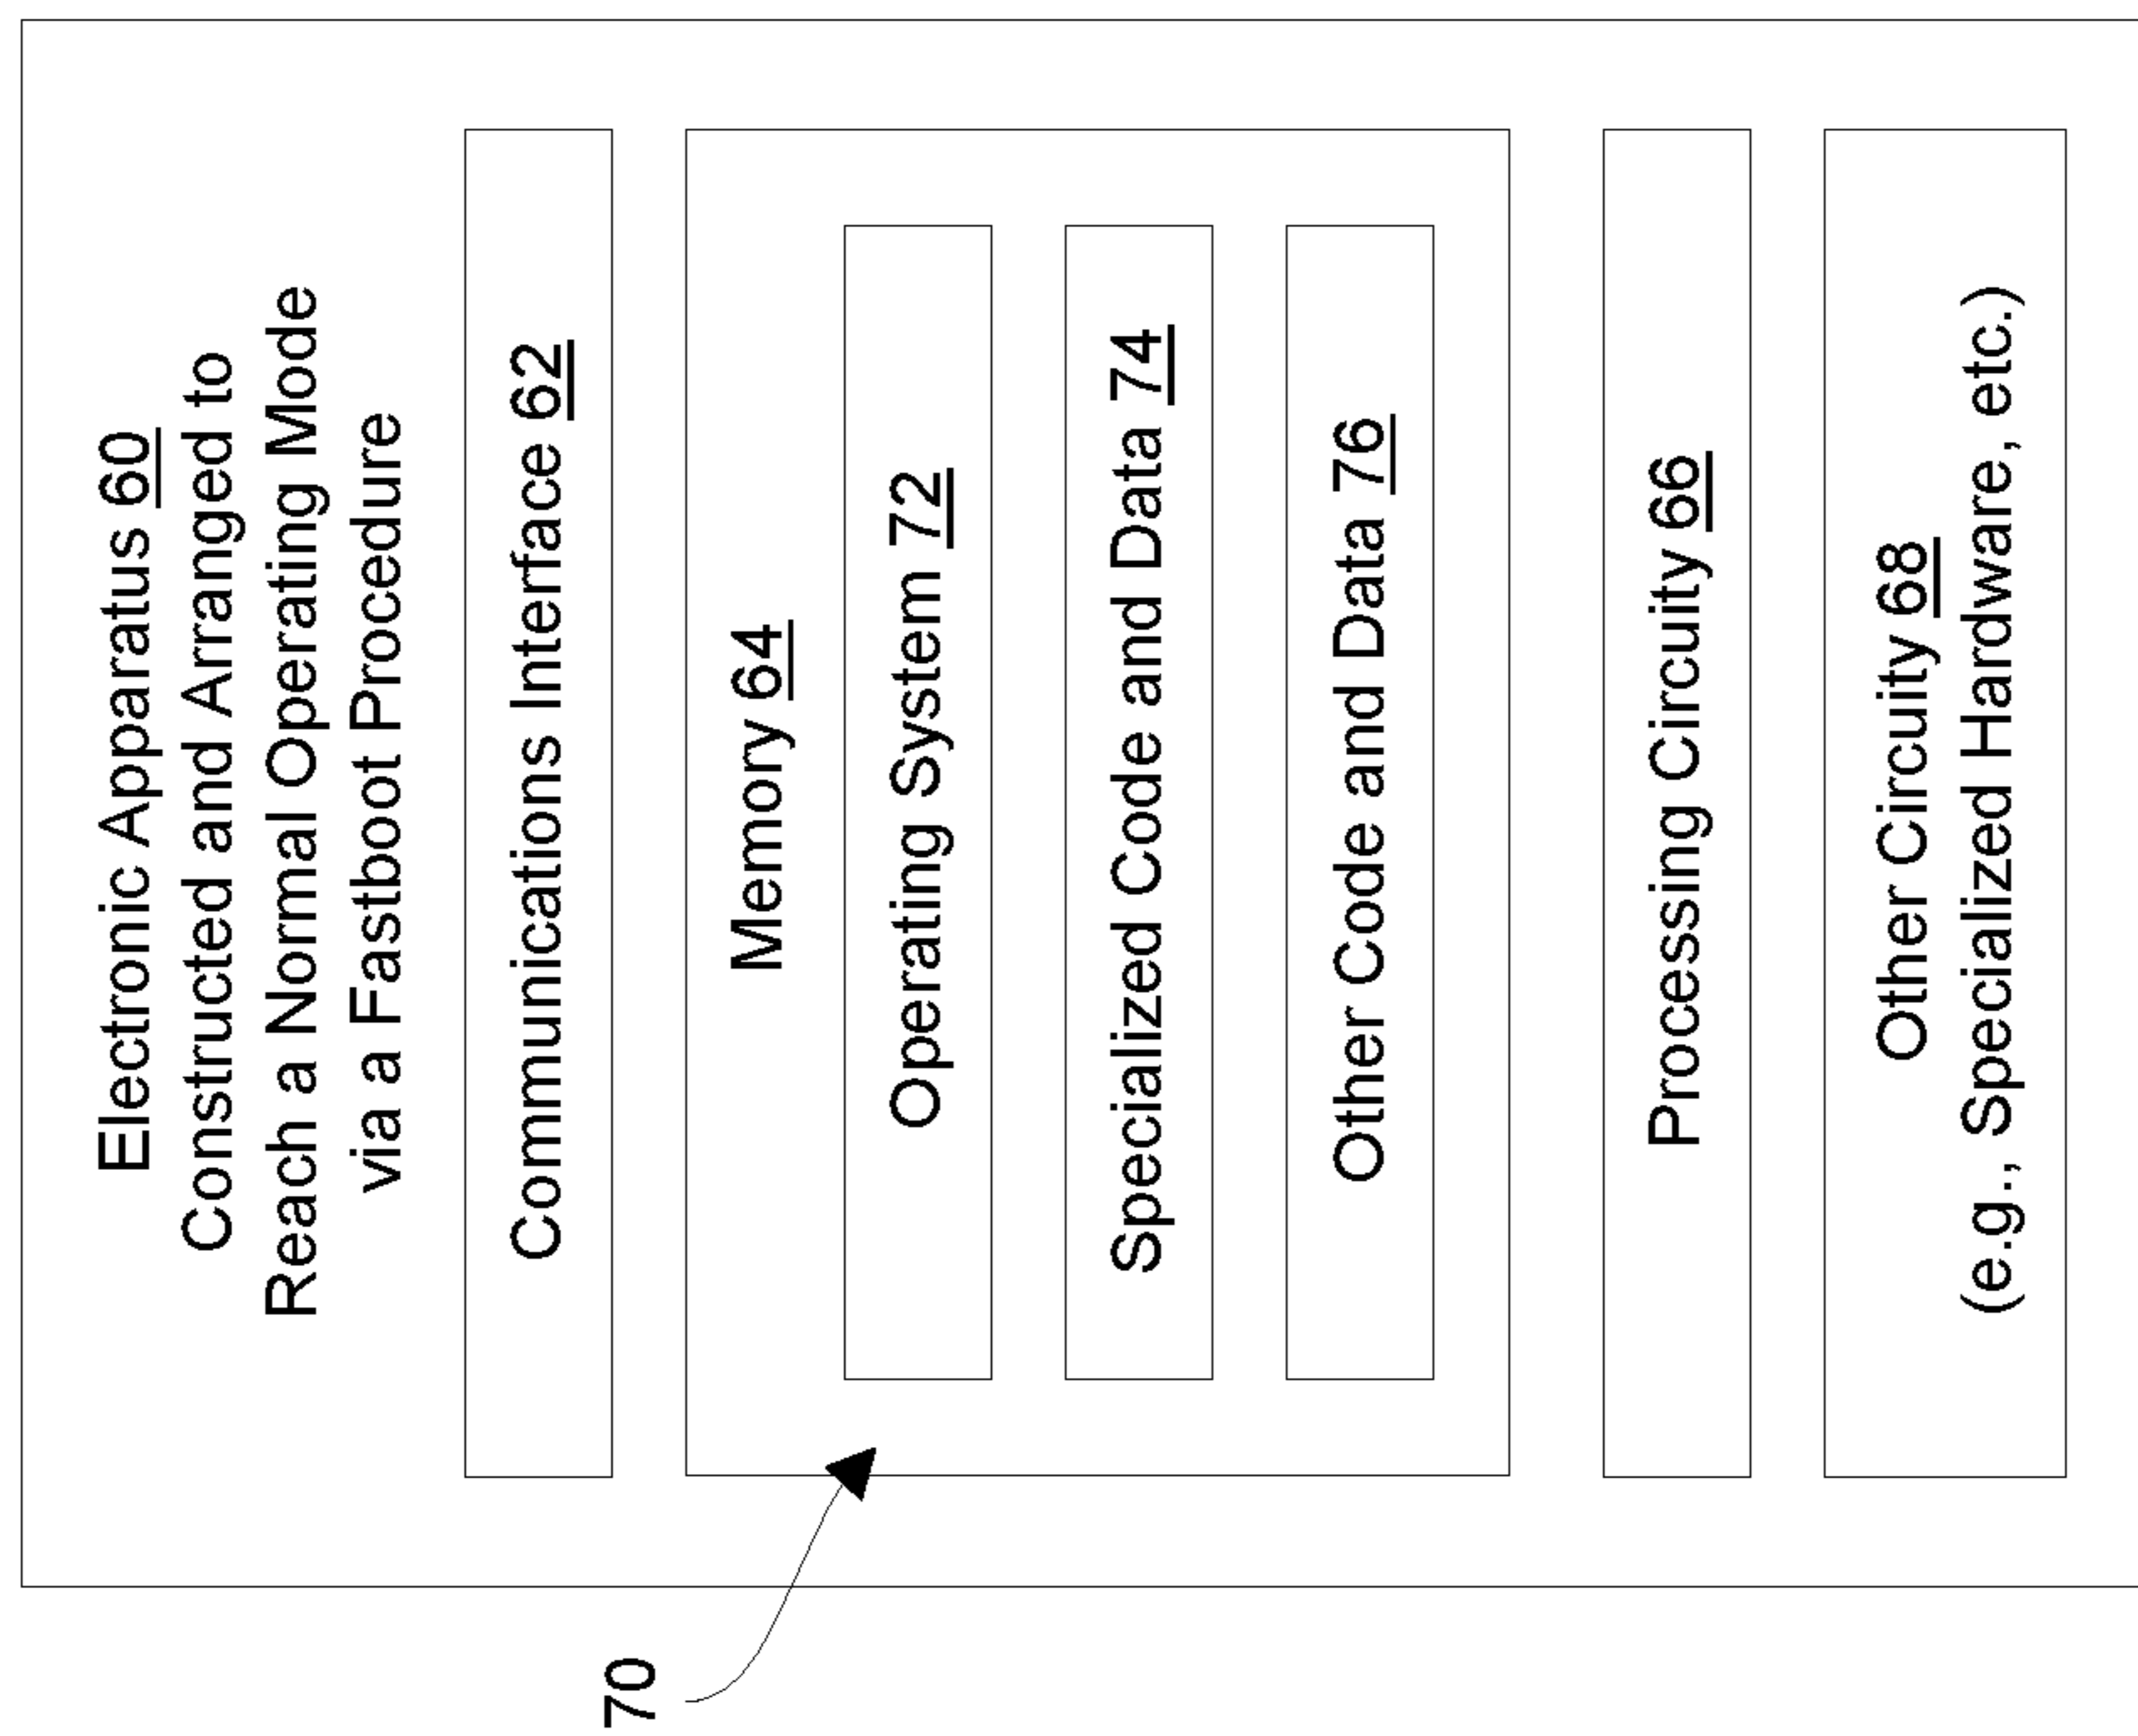 Electronic Apparatus 60
Constructed and Arranged to
Reach a Normal Operating Mode
via a Fastboot Procedure
Communications Interface 62
70
Memory 64
Operating System 72
Specialized Code and Data 74
Other Code and Data 76
Processing Circuity 66
Other Circuity 68
(e.g., Specialized Hardware, etc.)